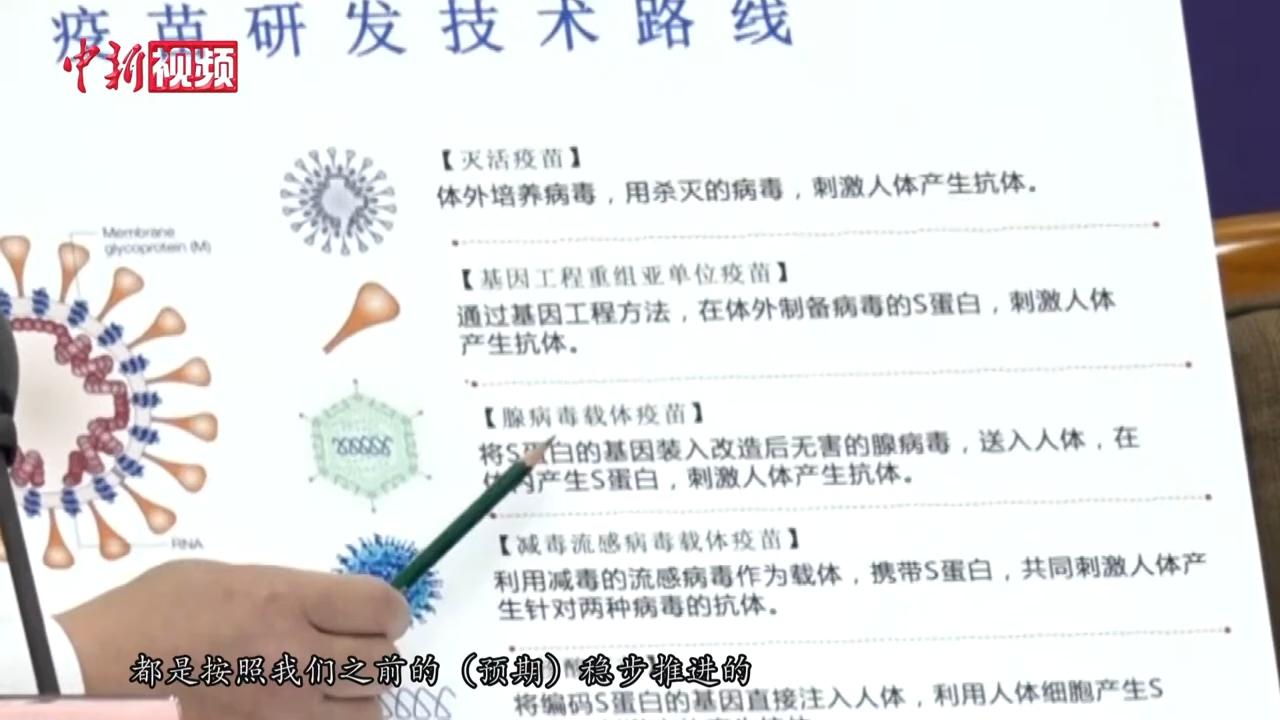 疫苗研发技术路线
中新视频
【灭活疫苗】
体外培养病毒，用杀灭的病毒，刺激人体产生抗体。
Membrane
glycoprotein (M)
【基因工程重组亚单位疫苗】
通过基因工程方法，在体外制备病毒的S蛋白，刺激人体
产生抗体。
【腺病毒载体疫苗】
将S蛋白的基因装入改造后无害的腺病毒，送入人体，在
体内产生S蛋白，刺激人体产生抗体。
RNA
【减毒流感病毒载体疫苗】
利用减毒的流感病毒作为载体，携带S蛋白，共同刺激人体产
生针对两种病毒的抗体。
都是按照我们之前的（预期）稳步推进的
将编码S蛋白的基因直接注入人体，利用人体细胞产生S